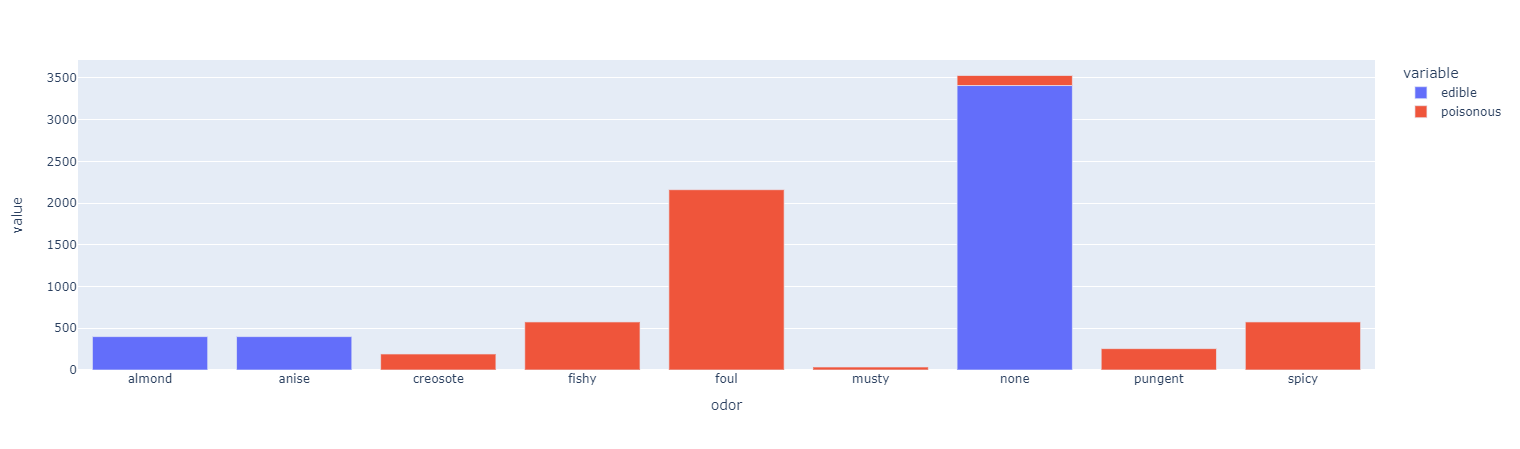 3500
3000
2500
2000
1500
1000
500
0
value
almond anise creosote fishy foul musty none pungent spicy
odor
variable
edible
poisonous